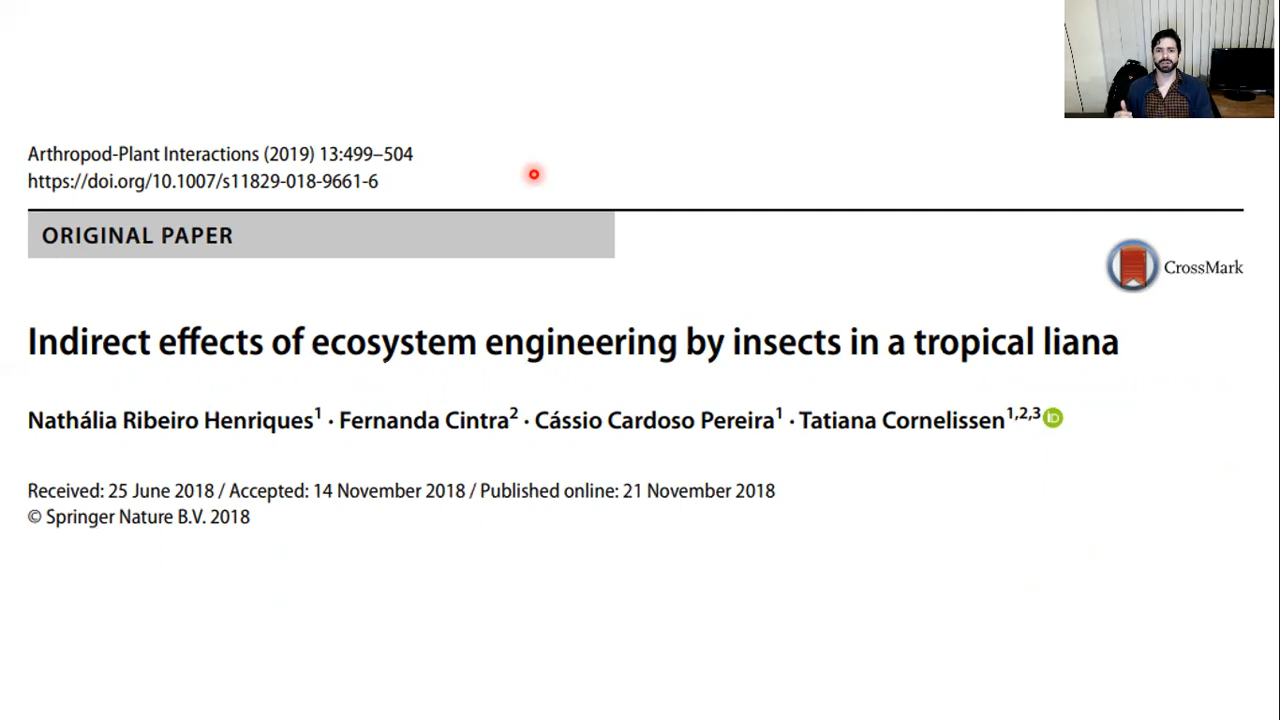 Arthropod-Plant Interactions (2019) 13:499–504
https://doi.org/10.1007/s11829-018-9661-6
ORIGINAL PAPER
CrossMark
Indirect effects of ecosystem engineering by insects in a tropical liana
Nathália Ribeiro Henriques1 · Fernanda Cintra2 · Cássio Cardoso Pereira1 · Tatiana Cornelissen1,2,3 iD
Received: 25 June 2018 / Accepted: 14 November 2018 / Published online: 21 November 2018
© Springer Nature B.V. 2018